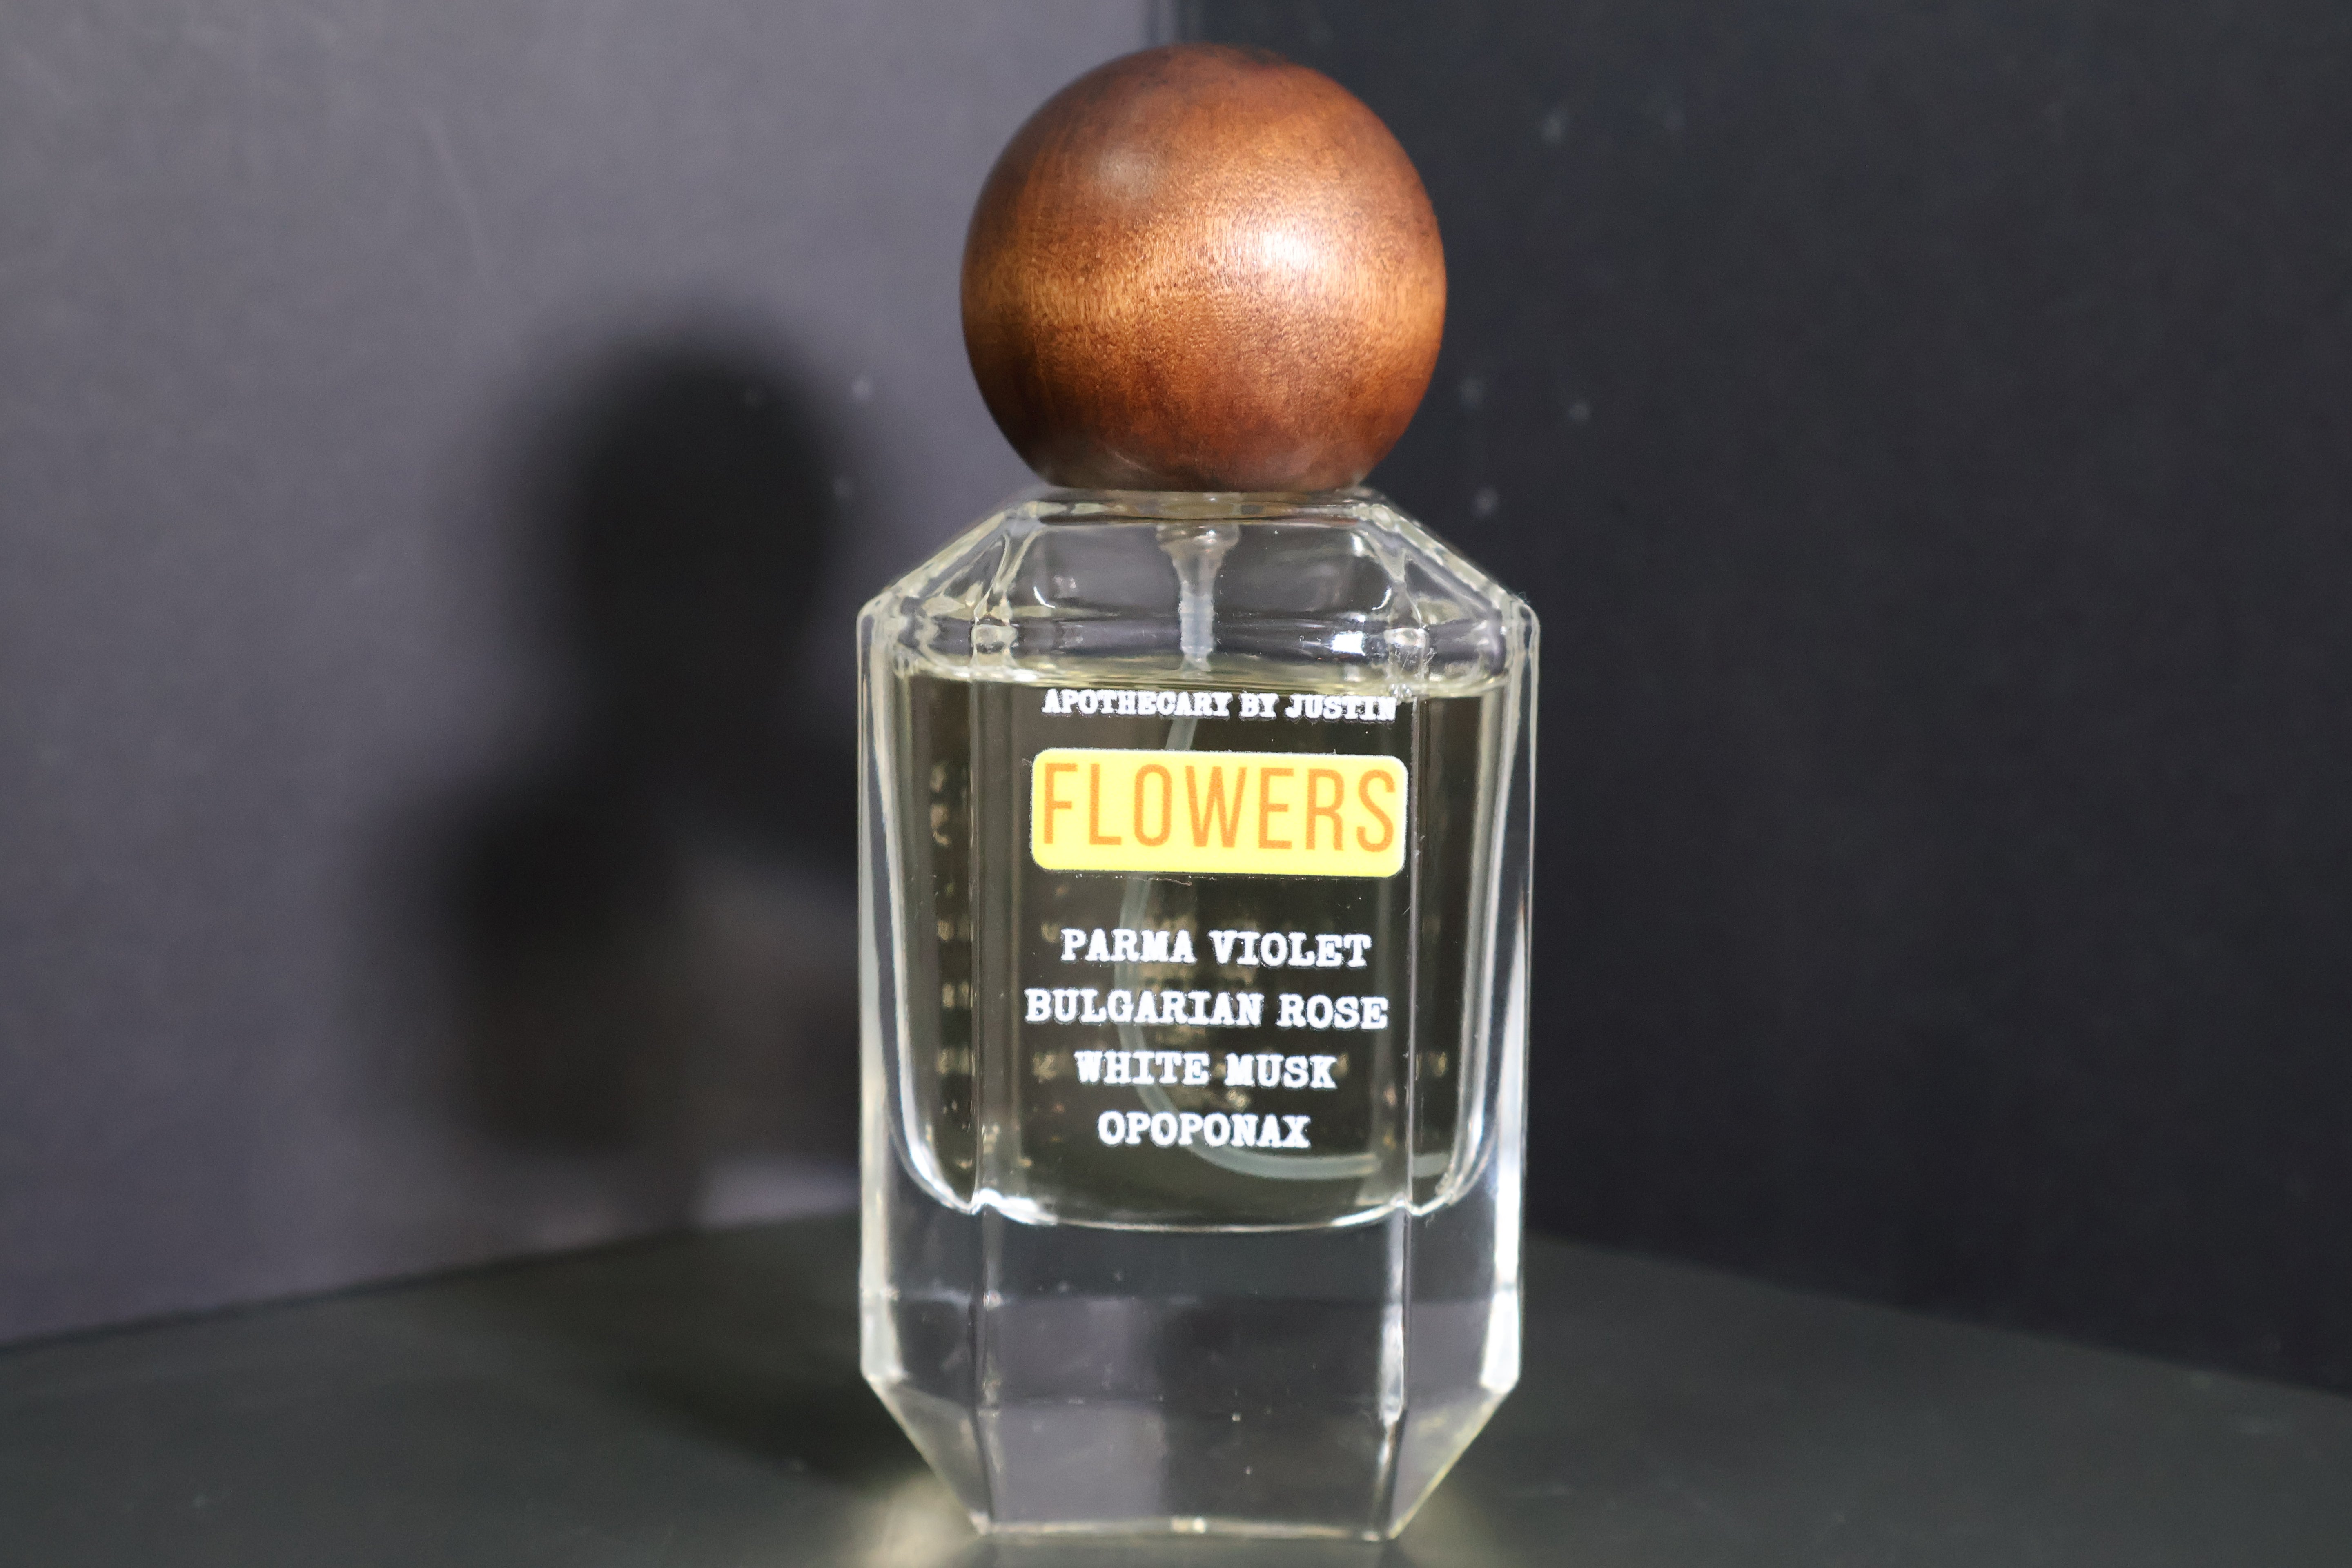 APOTHECARY BY JUSTIN
FLOWERS
PARMA VIOLET
BULGARIAN ROSE
WHITE MUSK
OPOPONAX